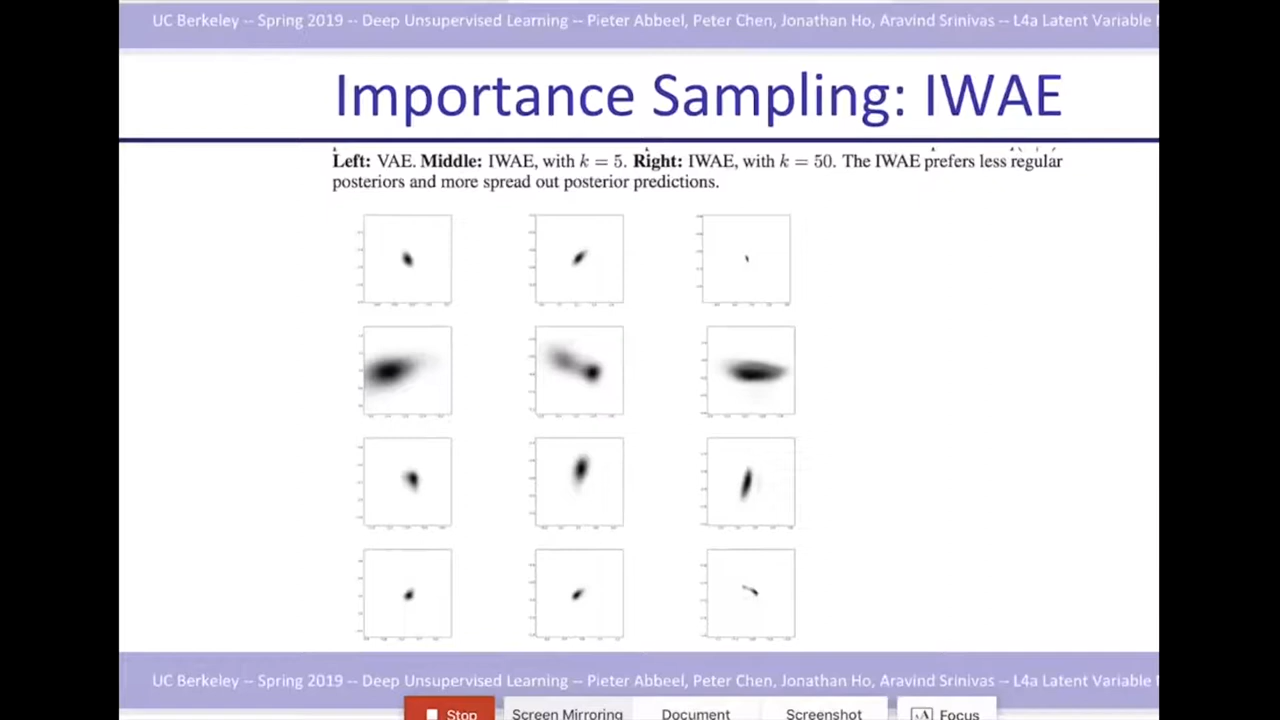 UC Berkeley -- Spring 2019 -- Deep Unsupervised Learning -- Pieter Abbeel, Peter Chen, Jonathan Ho, Aravind Srinivas -- L4a Latent Variable
Importance Sampling: IWAE
Left: VAE. Middle: IWAE, with k = 5. Right: IWAE, with k = 50. The IWAE prefers less regular
posteriors and more spread out posterior predictions.
UC Berkeley -- Spring 2019 -- Deep Unsupervised Learning -- Pieter Abbeel, Peter Chen, Jonathan Ho, Aravind Srinivas -- L4a Latent Variable
Stop Screen Mirroring Document Screenshot Focus